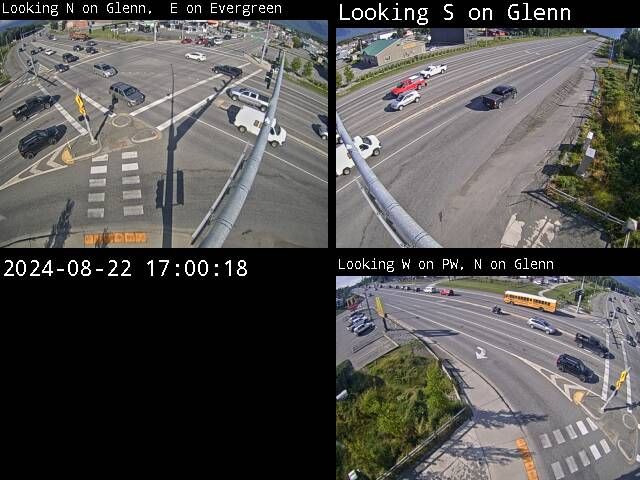 Looking N on Glenn,  E on Evergreen
Looking S on Glenn
2024-08-22 17:00:18
Looking W on PW, N on Glenn